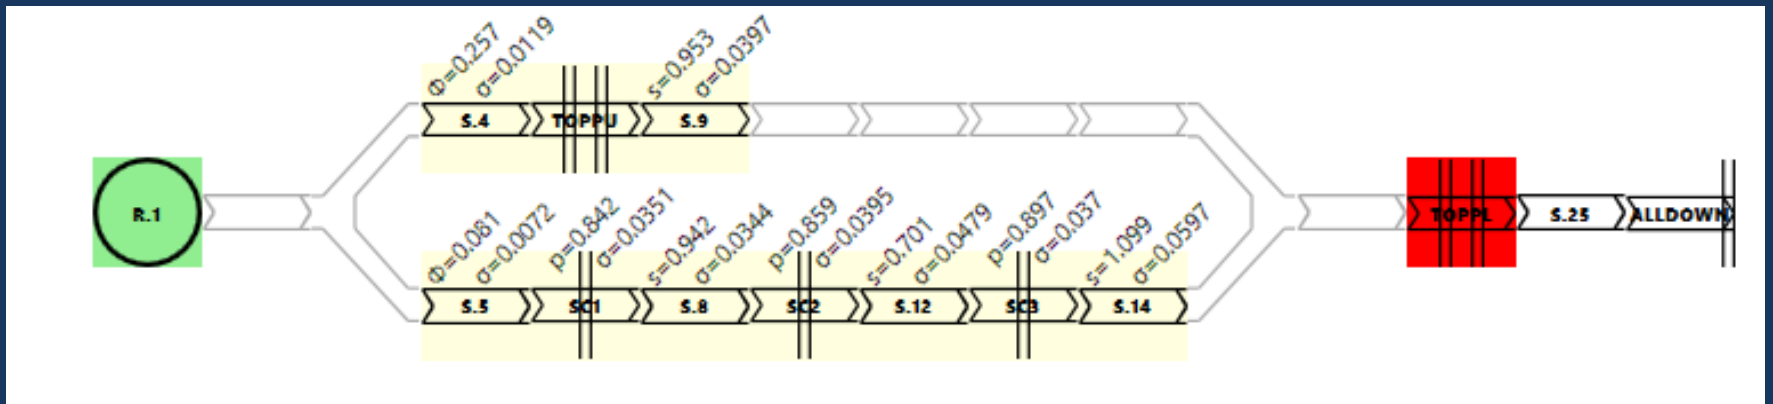 Φ=0.257
σ=0.0119
s=0.953
σ=0.0397
S.4
TOPPU
S.9
R.1
Φ=0.081
σ=0.0072
p=0.842
σ=0.0351
s=0.942
σ=0.0344
p=0.859
σ=0.0395
s=0.701
σ=0.0479
p=0.897
σ=0.037
s=1.099
σ=0.0597
TOPPL
S.25
ALLDOWN
S.5
SC1
S.8
SC2
S.12
SC3
S.14